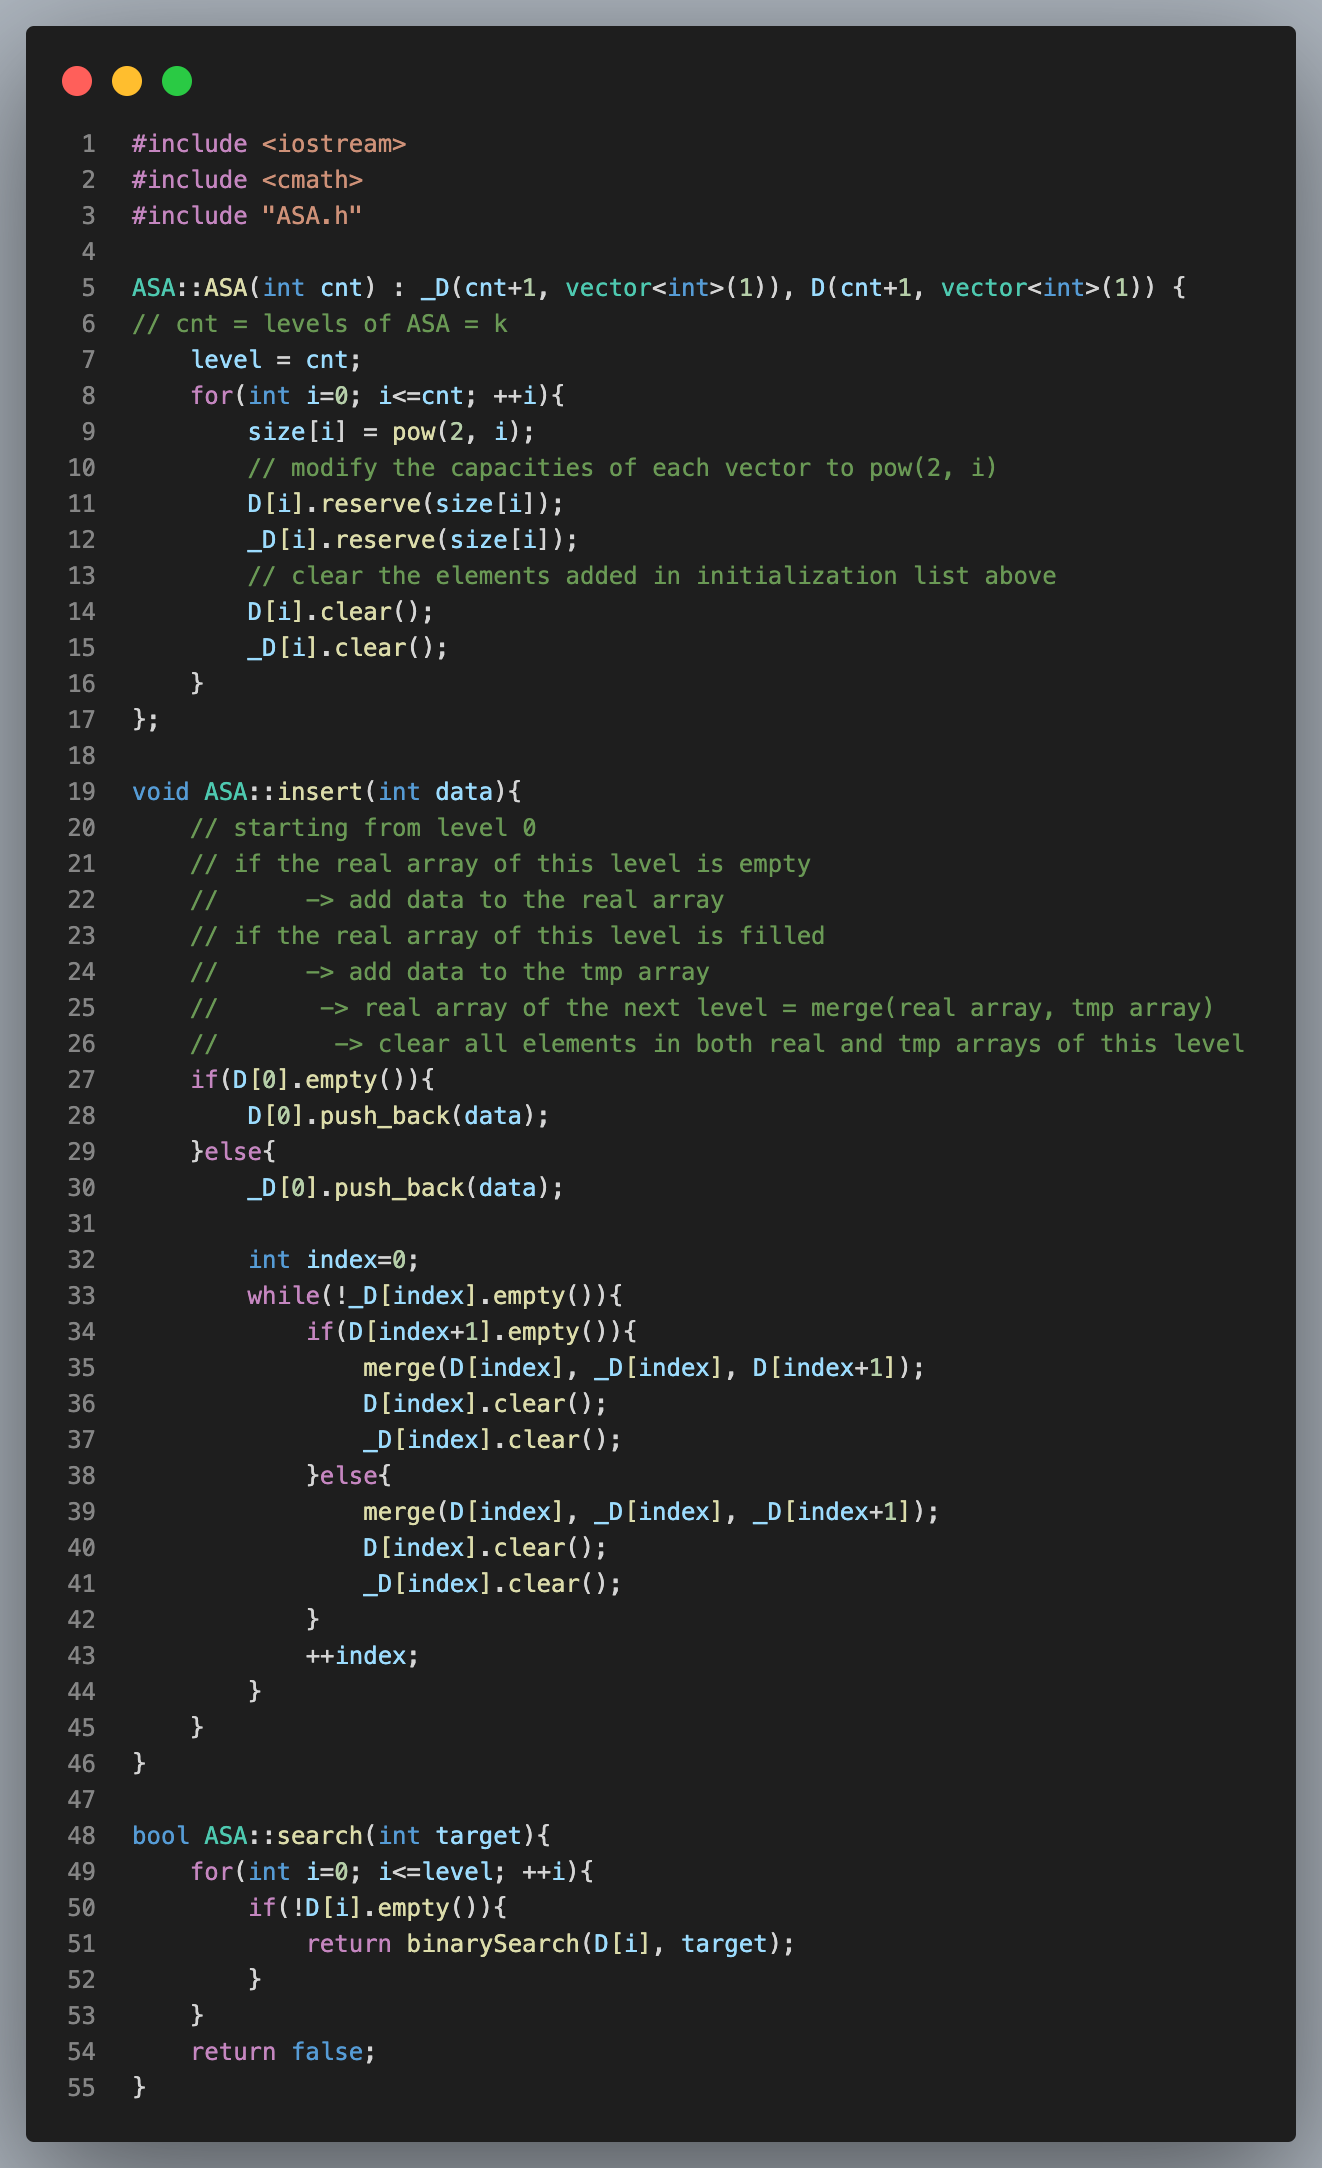 1 #include <iostream>
2 #include <cmath>
3 #include "ASA.h"
4
5 ASA::ASA(int cnt) : _D(cnt+1, vector<int>(1)), D(cnt+1, vector<int>(1)) {
6 // cnt = levels of ASA = k
7     level = cnt;
8     for(int i=0; i<=cnt; ++i){
9         size[i] = pow(2, i);
10         // modify the capacities of each vector to pow(2, i)
11         D[i].reserve(size[i]);
12         _D[i].reserve(size[i]);
13         // clear the elements added in initialization list above
14         D[i].clear();
15         _D[i].clear();
16     }
17 };
18
19 void ASA::insert(int data){
20     // starting from level 0
21     // if the real array of this level is empty
22     //      -> add data to the real array
23     // if the real array of this level is filled
24     //      -> add data to the tmp array
25     //       -> real array of the next level = merge(real array, tmp array)
26     //        -> clear all elements in both real and tmp arrays of this level
27     if(D[0].empty()){
28         D[0].push_back(data);
29     }else{
30         _D[0].push_back(data);
31
32         int index=0;
33         while(!_D[index].empty()){
34             if(D[index+1].empty()){
35                 merge(D[index], _D[index], D[index+1]);
36                 D[index].clear();
37                 _D[index].clear();
38             }else{
39                 merge(D[index], _D[index], _D[index+1]);
40                 D[index].clear();
41                 _D[index].clear();
42             }
43             ++index;
44         }
45     }
46 }
47
48 bool ASA::search(int target){
49     for(int i=0; i<=level; ++i){
50         if(!D[i].empty()){
51             return binarySearch(D[i], target);
52         }
53     }
54     return false;
55 }